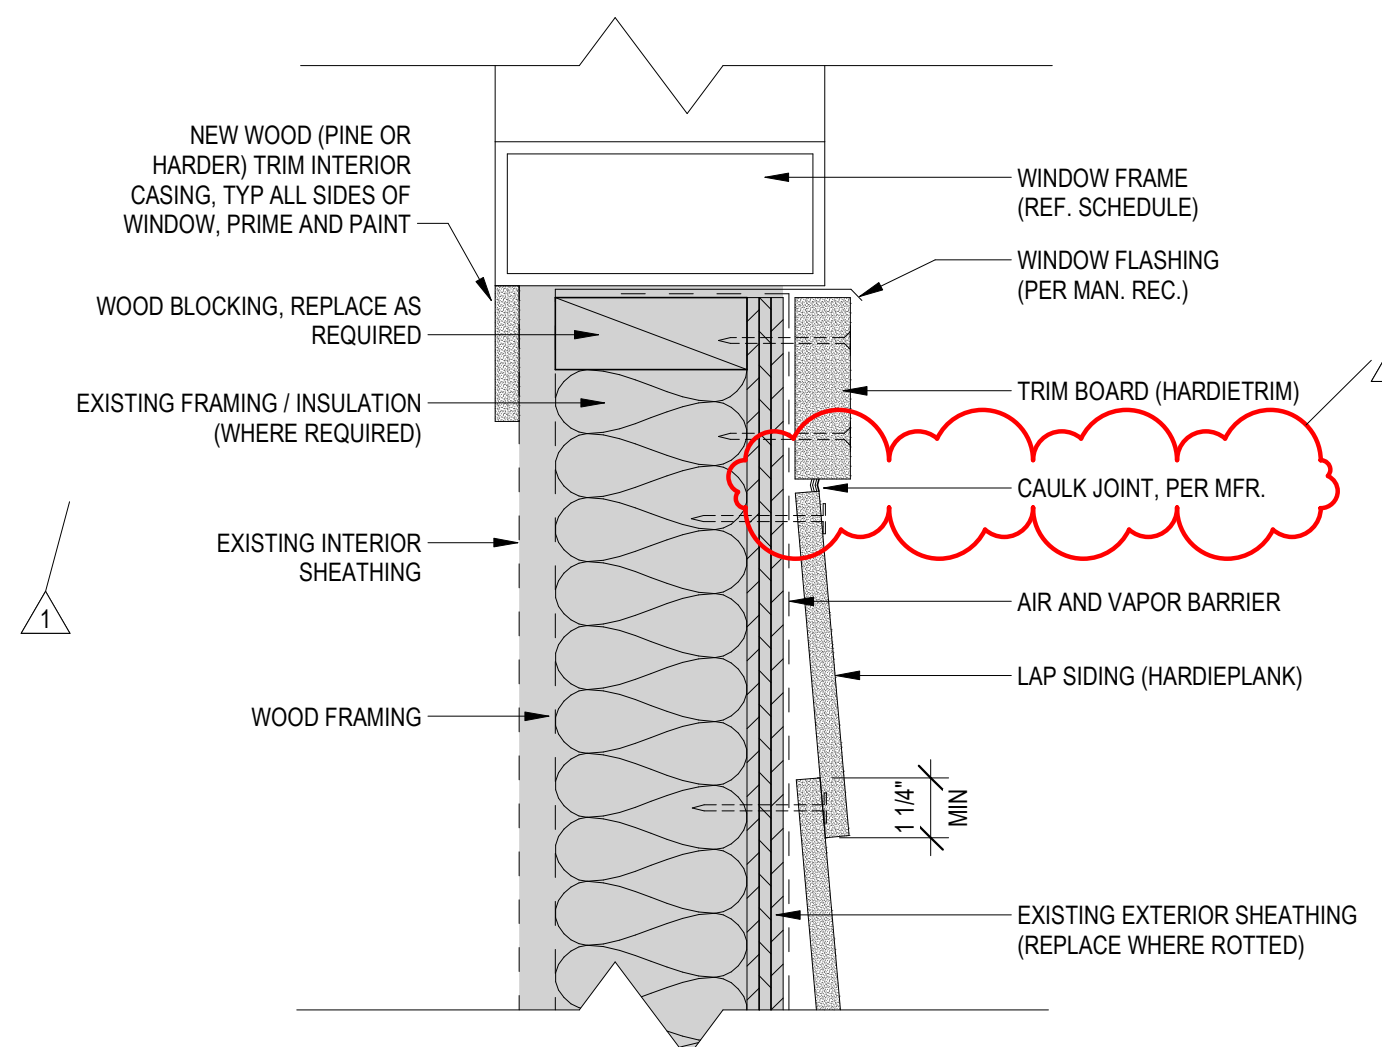 NEW WOOD (PINE OR
HARDER) TRIM INTERIOR
CASING, TYP ALL SIDES OF
WINDOW, PRIME AND PAINT
WOOD BLOCKING, REPLACE AS
REQUIRED
EXISTING FRAMING / INSULATION
(WHERE REQUIRED)
EXISTING INTERIOR
SHEATHING
1
WOOD FRAMING
WINDOW FRAME
(REF. SCHEDULE)
WINDOW FLASHING
(PER MAN. REC.)
TRIM BOARD (HARDIETRIM)
CAULK JOINT, PER MFR.
AIR AND VAPOR BARRIER
LAP SIDING (HARDIEPLANK)
1 1/4"
MIN
EXISTING EXTERIOR SHEATHING
(REPLACE WHERE ROTTED)